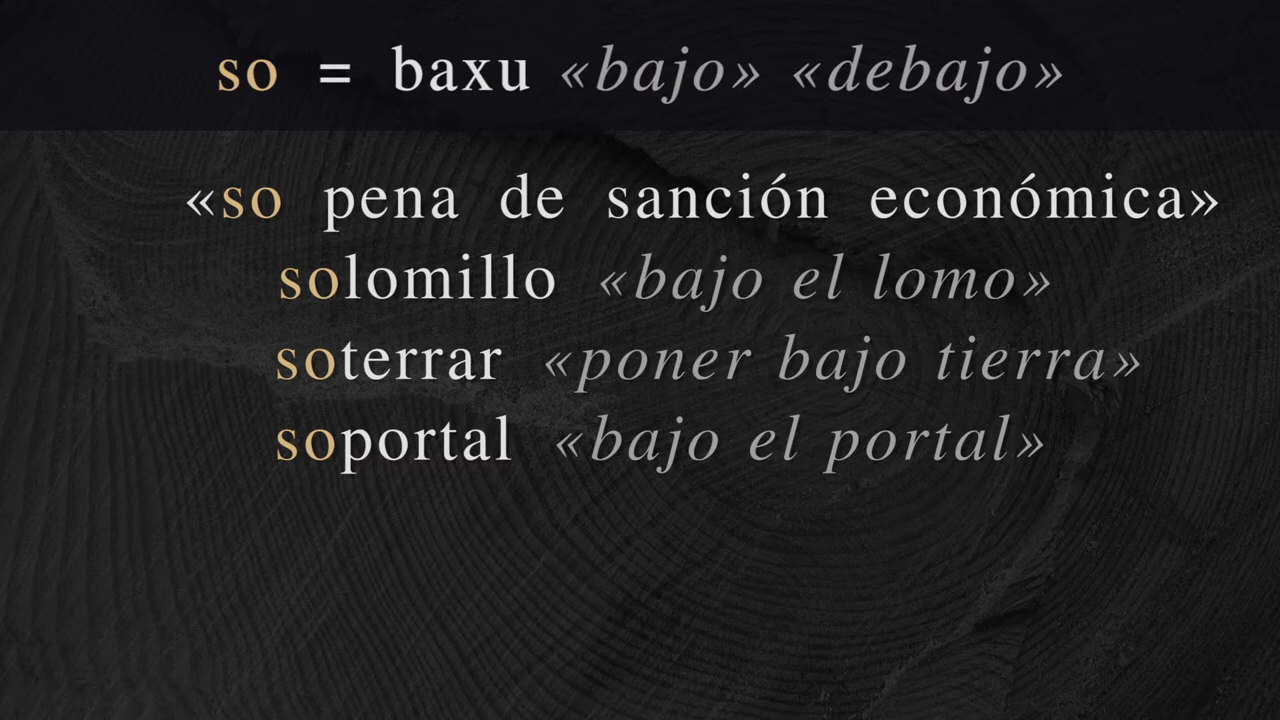 so = baxu «bajo» «debajo»
«so pena de sanción económica»
solomillo «bajo el lomo»
soterrar «poner bajo tierra»
soportal «bajo el portal»